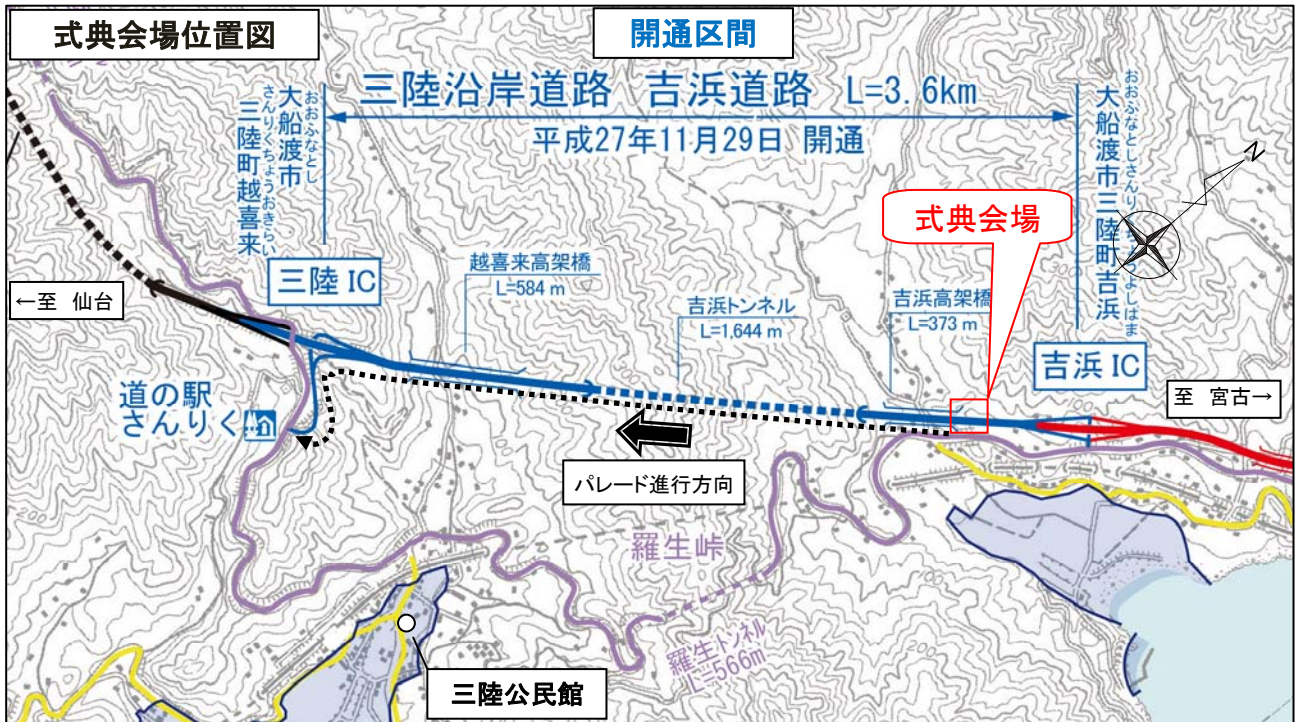 式典会場位置図
開通区間
三陸沿岸道路 吉浜道路 L=3.6km
平成27年11月29日 開通
おおふなとし
大船渡市
さんりくちょうおきらい
三陸町越喜来
大船渡市三陸町吉浜
N
式典会場
三陸 IC
越喜来高架橋
L=584 m
吉浜トンネル
L=1,644 m
吉浜高架橋
L=373 m
吉浜 IC
←至 仙台
至 宮古→
道の駅
さんりく
パレード進行方向
羅生峠
羅生トンネル
L=566m
三陸公民館